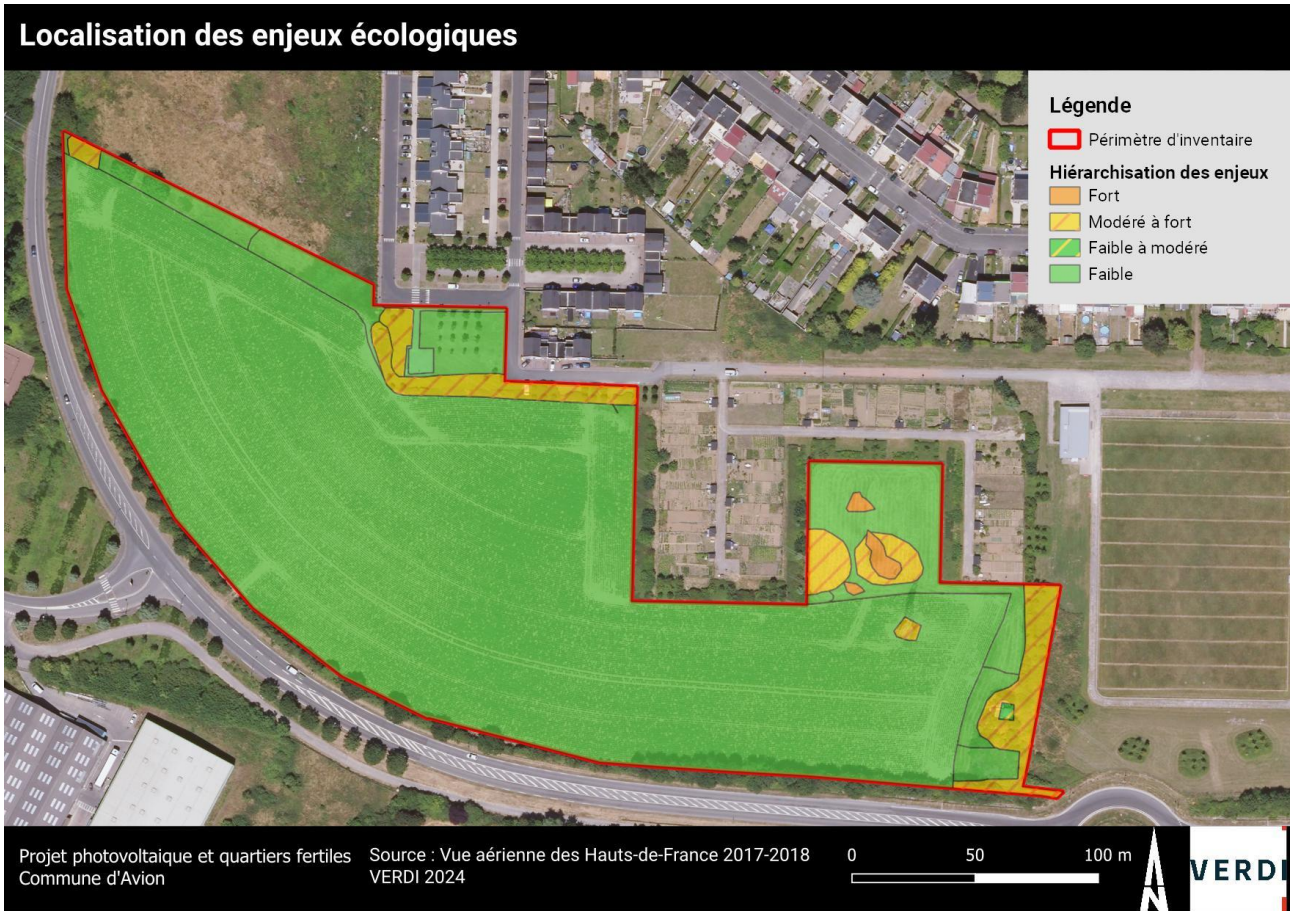 Localisation des enjeux écologiques
Légende
Périmètre d'inventaire
Hiérarchisation des enjeux
Fort
Modéré à fort
Faible à modéré
Faible
Projet photovoltaique et quartiers fertiles
Commune d'Avion
Source : Vue aérienne des Hauts-de-France 2017-2018
VERDI 2024
0 50 100 m
N
VERDI